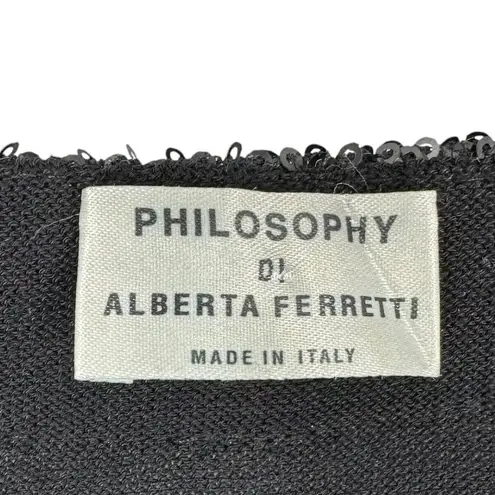 PHILOSOPHY
DI
ALBERTA FERRETTI
MADE IN ITALY